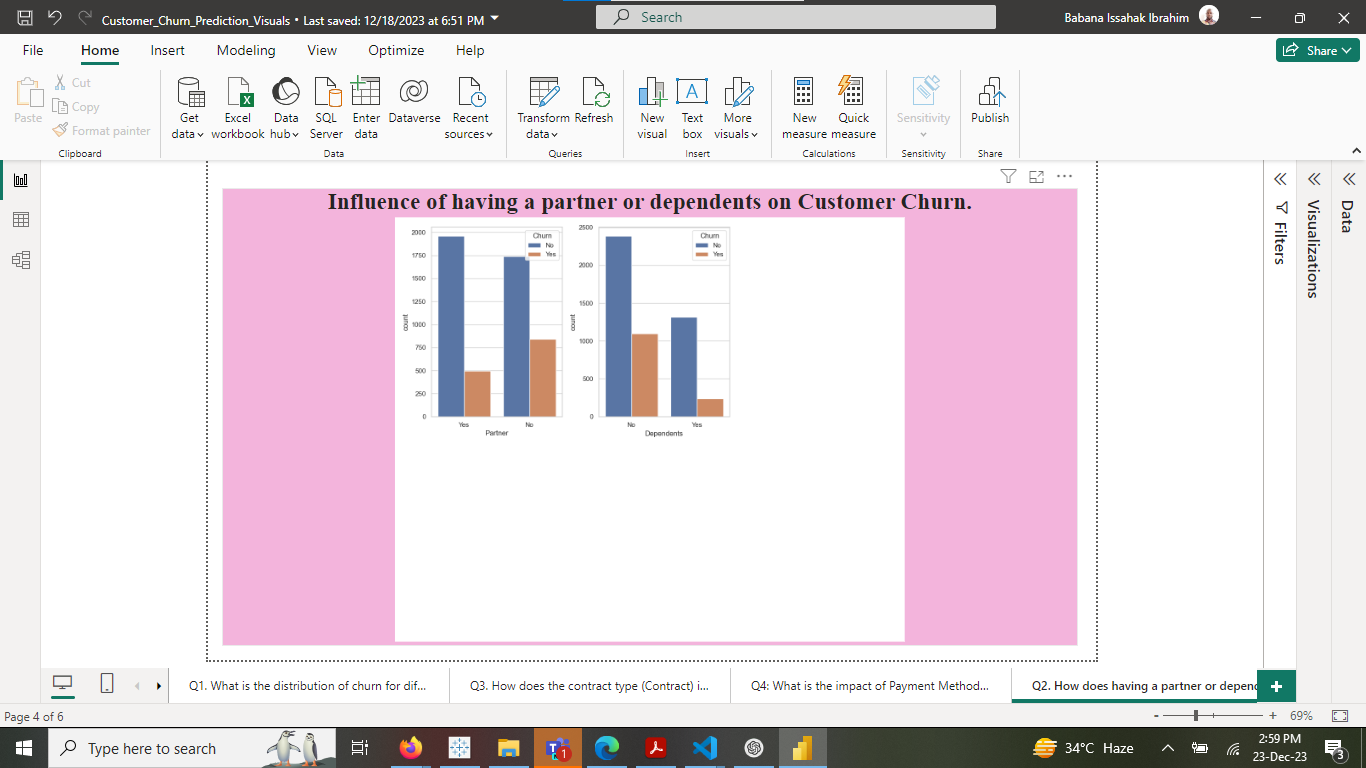 Customer_Churn_Prediction_Visuals • Last saved: 12/18/2023 at 6:51 PM
Search
Babana Issahak Ibrahim
File Home Insert Modeling View Optimize Help
Share
Paste
Cut
Copy
Format painter
Clipboard
Get data
Excel workbook
Data hub
SQL Server
Enter data
Dataverse
Recent sources
Data
Transform data
Refresh
Queries
New visual
Text box
More visuals
Insert
New measure
Quick measure
Calculations
Sensitivity
Sensitivity
Publish
Share
Influence of having a partner or dependents on Customer Churn.
2000
1750
1500
1250
1000
750
500
250
0
count
Churn
No
Yes
Yes No
Partner
2500
2000
1500
1000
500
0
count
Churn
No
Yes
No Yes
Dependents
Filters
Visualizations
Data
Q1. What is the distribution of churn for dif...
Q3. How does the contract type (Contract) i...
Q4: What is the impact of Payment Method...
Q2. How does having a partner or depend
Page 4 of 6
- + 69%
Type here to search
1
34°C Haze
2:59 PM
23-Dec-23
3